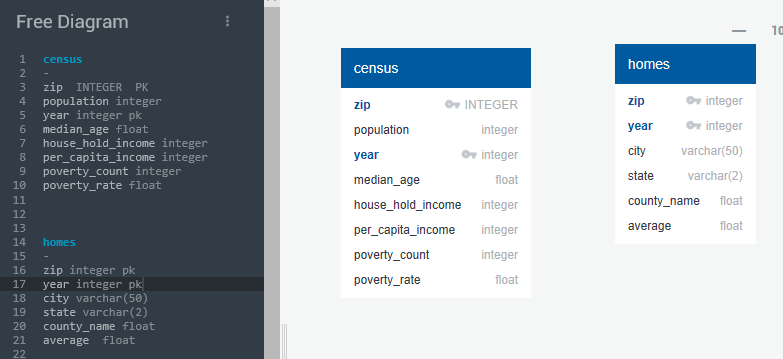 Free Diagram
1 census
2 -
3 zip INTEGER PK
4 population integer
5 year integer pk
6 median_age float
7 house_hold_income integer
8 per_capita_income integer
9 poverty_count integer
10 poverty_rate float
11
12
13
14 homes
15 -
16 zip integer pk
17 year integer pk
18 city varchar(50)
19 state varchar(2)
20 county_name float
21 average float
22
census
zip INTEGER
population integer
year integer
median_age float
house_hold_income integer
per_capita_income integer
poverty_count integer
poverty_rate float
10
homes
zip integer
year integer
city varchar(50)
state varchar(2)
county_name float
average float